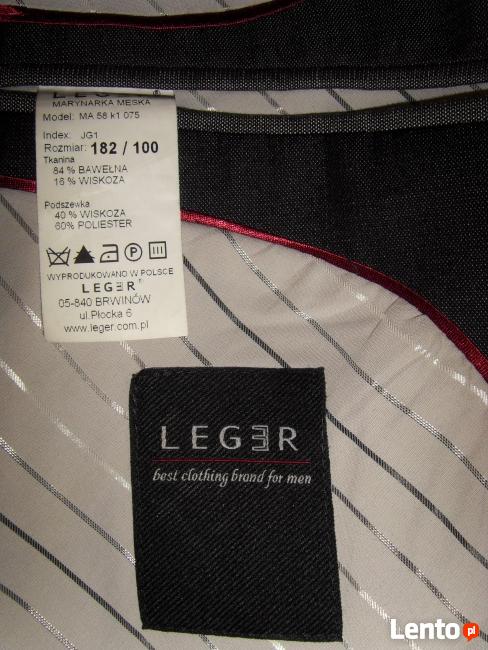 LEGER
MARYNARKA MĘSKA
Model: MA 58 k1 075
Index: JG1
Rozmiar: 182 / 100
Tkanina
84 % BAWEŁNA
16 % WISKOZA
Podszewka
40 % WISKOZA
60% POLIESTER
P
WYPRODUKOWANO W POLSCE
LEGER
05-840 BRWINÓW
ul.Płocka 6
www.leger.com.pl
LEGER
best clothing brand for men
Lento.pl